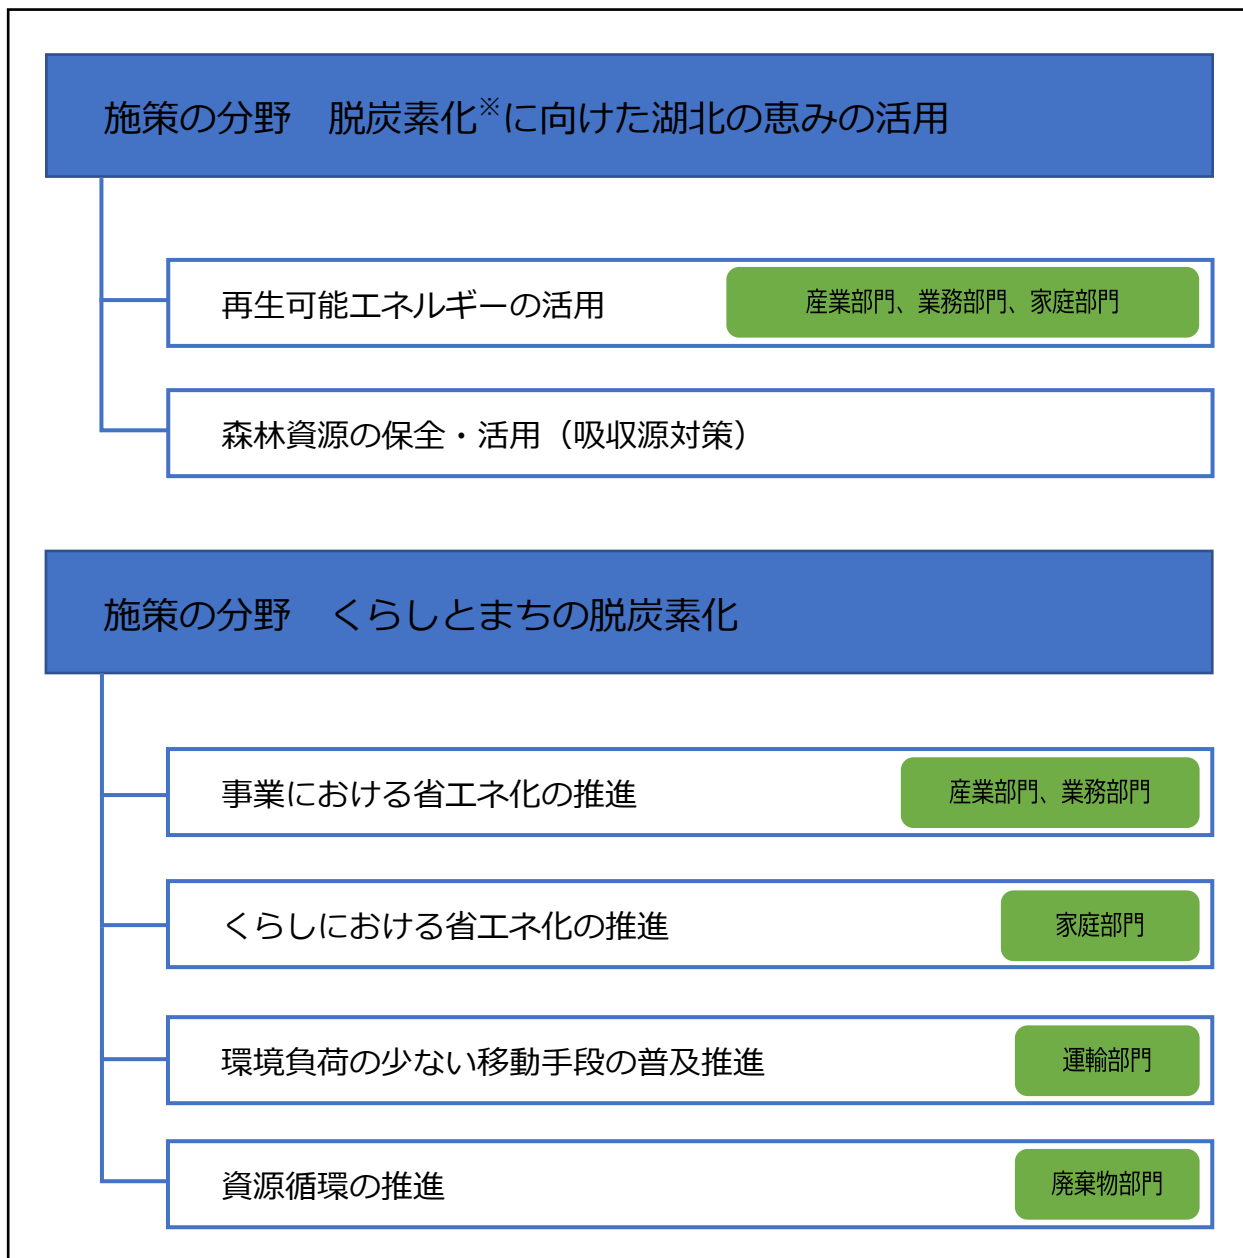 施策の分野　脱炭素化※に向けた湖北の恵みの活用
再生可能エネルギーの活用
産業部門、業務部門、家庭部門
森林資源の保全・活用（吸収源対策）
施策の分野　くらしとまちの脱炭素化
事業における省エネ化の推進
産業部門、業務部門
くらしにおける省エネ化の推進
家庭部門
環境負荷の少ない移動手段の普及推進
運輸部門
資源循環の推進
廃棄物部門